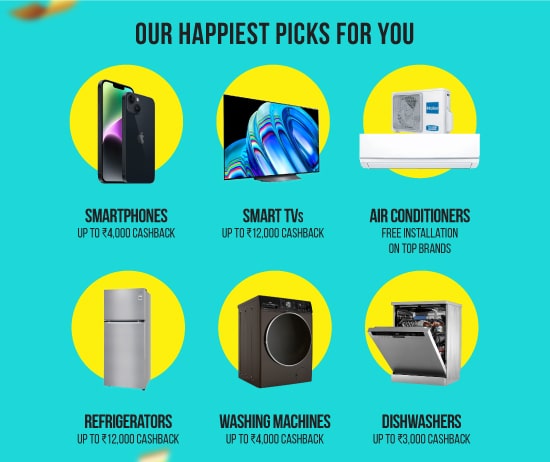 OUR HAPPIEST PICKS FOR YOU
SMARTPHONES
UP TO ₹4,000 CASHBACK
SMART TVs
UP TO ₹12,000 CASHBACK
Haier
AIR CONDITIONERS
FREE INSTALLATION
ON TOP BRANDS
REFRIGERATORS
UP TO ₹12,000 CASHBACK
WASHING MACHINES
UP TO ₹4,000 CASHBACK
DISHWASHERS
UP TO ₹3,000 CASHBACK